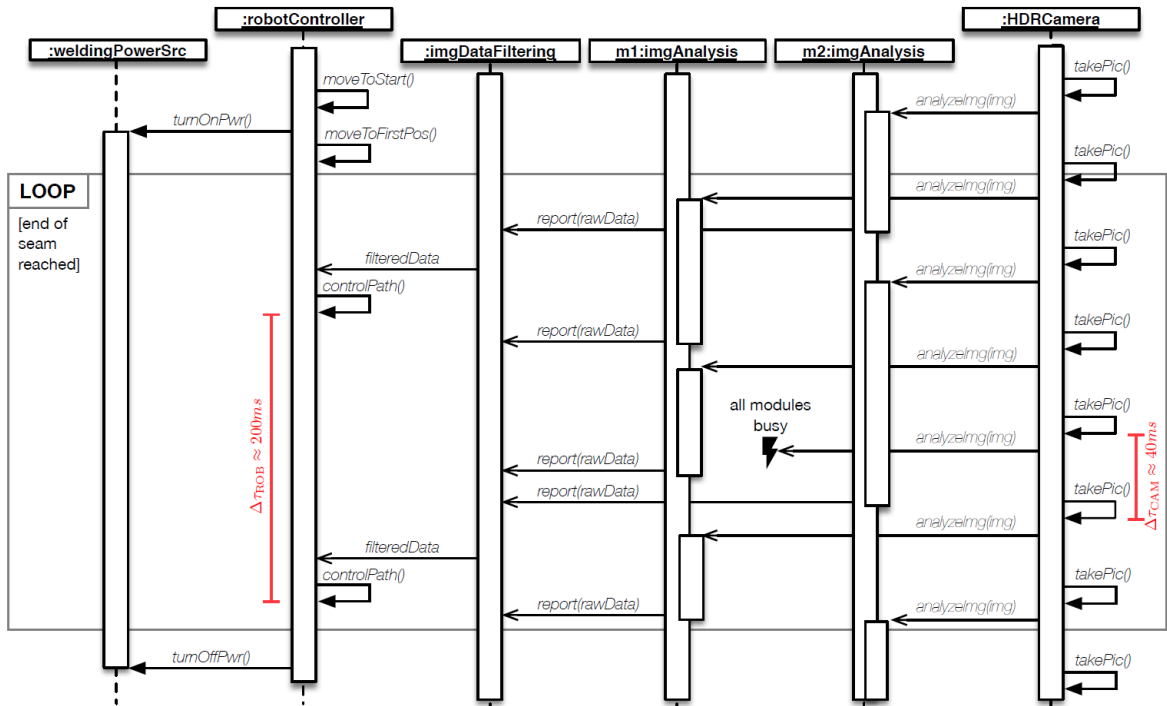 :robotController
:HDRCamera
:weldingPowerSrc
:imgDataFiltering
m1:imgAnalysis
m2:imgAnalysis
takePic()
moveToStart()
analyzeImg(img)
turnOnPwr()
moveToFirstPos()
takePic()
LOOP
analyzeImg(img)
[end of
seam
reached]
report(rawData)
takePic()
filteredData
analyzeImg(img)
controlPath()
takePic()
report(rawData)
analyzeImg(img)
all modules
busy
takePic()
analyzeImg(img)
ΔτROB ≈ 200ms
ΔτCAM ≈ 40ms
report(rawData)
takePic()
report(rawData)
analyzeImg(img)
filteredData
controlPath()
takePic()
report(rawData)
analyzeImg(img)
turnOffPwr()
takePic()